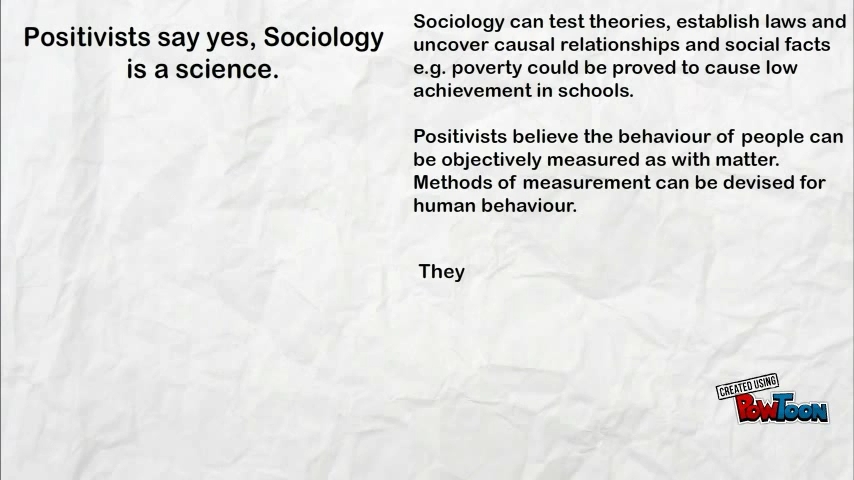 Positivists say yes, Sociology
is a science.
Sociology can test theories, establish laws and
uncover causal relationships and social facts
e.g. poverty could be proved to cause low
achievement in schools.
Positivists believe the behaviour of people can
be objectively measured as with matter.
Methods of measurement can be devised for
human behaviour.
They
CREATED USING
POWTOON